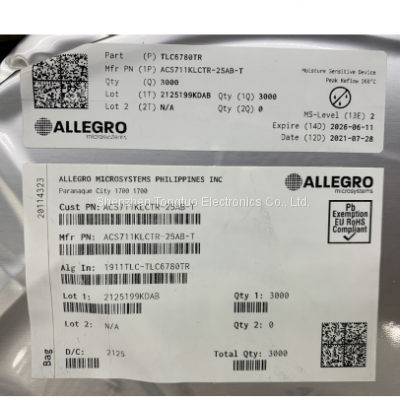 Part (P) TLC6780TR
Mfr PN (1P) ACS711KLCTR-25AB-T
Qty (Q) 3000
Lot (1T) 2125199KDAB Qty (1Q) 3000
Lot 2 (2T) N/A Qty (2Q) 0
Moisture Sensitive Device
Peak Reflow 260°C
MS-Level (13E) 2
Expire (14D) 2026-06-11
Date (12D) 2021-07-28
ALLEGRO
microsystems
ALLEGRO MICROSYSTEMS PHILIPPINES INC
Paranaque City 1700 1700
ALLEGRO
microsystems
20114323
Cust PN: ACS711KLCTR-25AB-T
Shenzhen Tongtuo Electronics Co., Ltd.
Mfr PN: ACS711KLCTR-25AB-T
Alg In: 1911TLC-TLC6780TR
Lot 1: 2125199KDAB Qty 1: 3000
Lot 2: N/A Qty 2: 0
D/C: 2125 Total Qty: 3000
Bag
Pb
Exemption
EU RoHS
Compliant